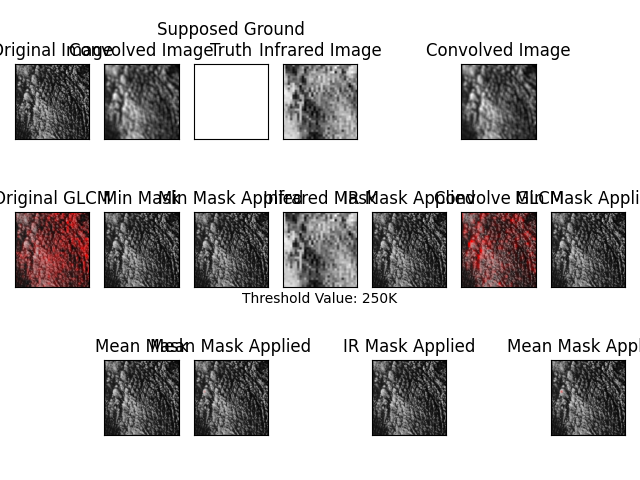 Supposed Ground
Original Image
Convolved Image
Truth
Infrared Image
Convolved Image
Original GLCM
Min Mask
Min Mask Applied
Infrared Mask
IR Mask Applied
Convolve GLCM
Min Mask Appli
Threshold Value: 250K
Mean Mask
Mean Mask Applied
IR Mask Applied
Mean Mask Appl